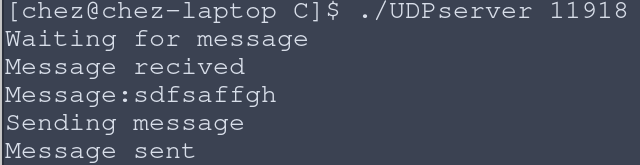 [chez@chez-laptop C]$ ./UDPserver 11918
Waiting for message
Message recived
Message:sdfsaffgh
Sending message
Message sent